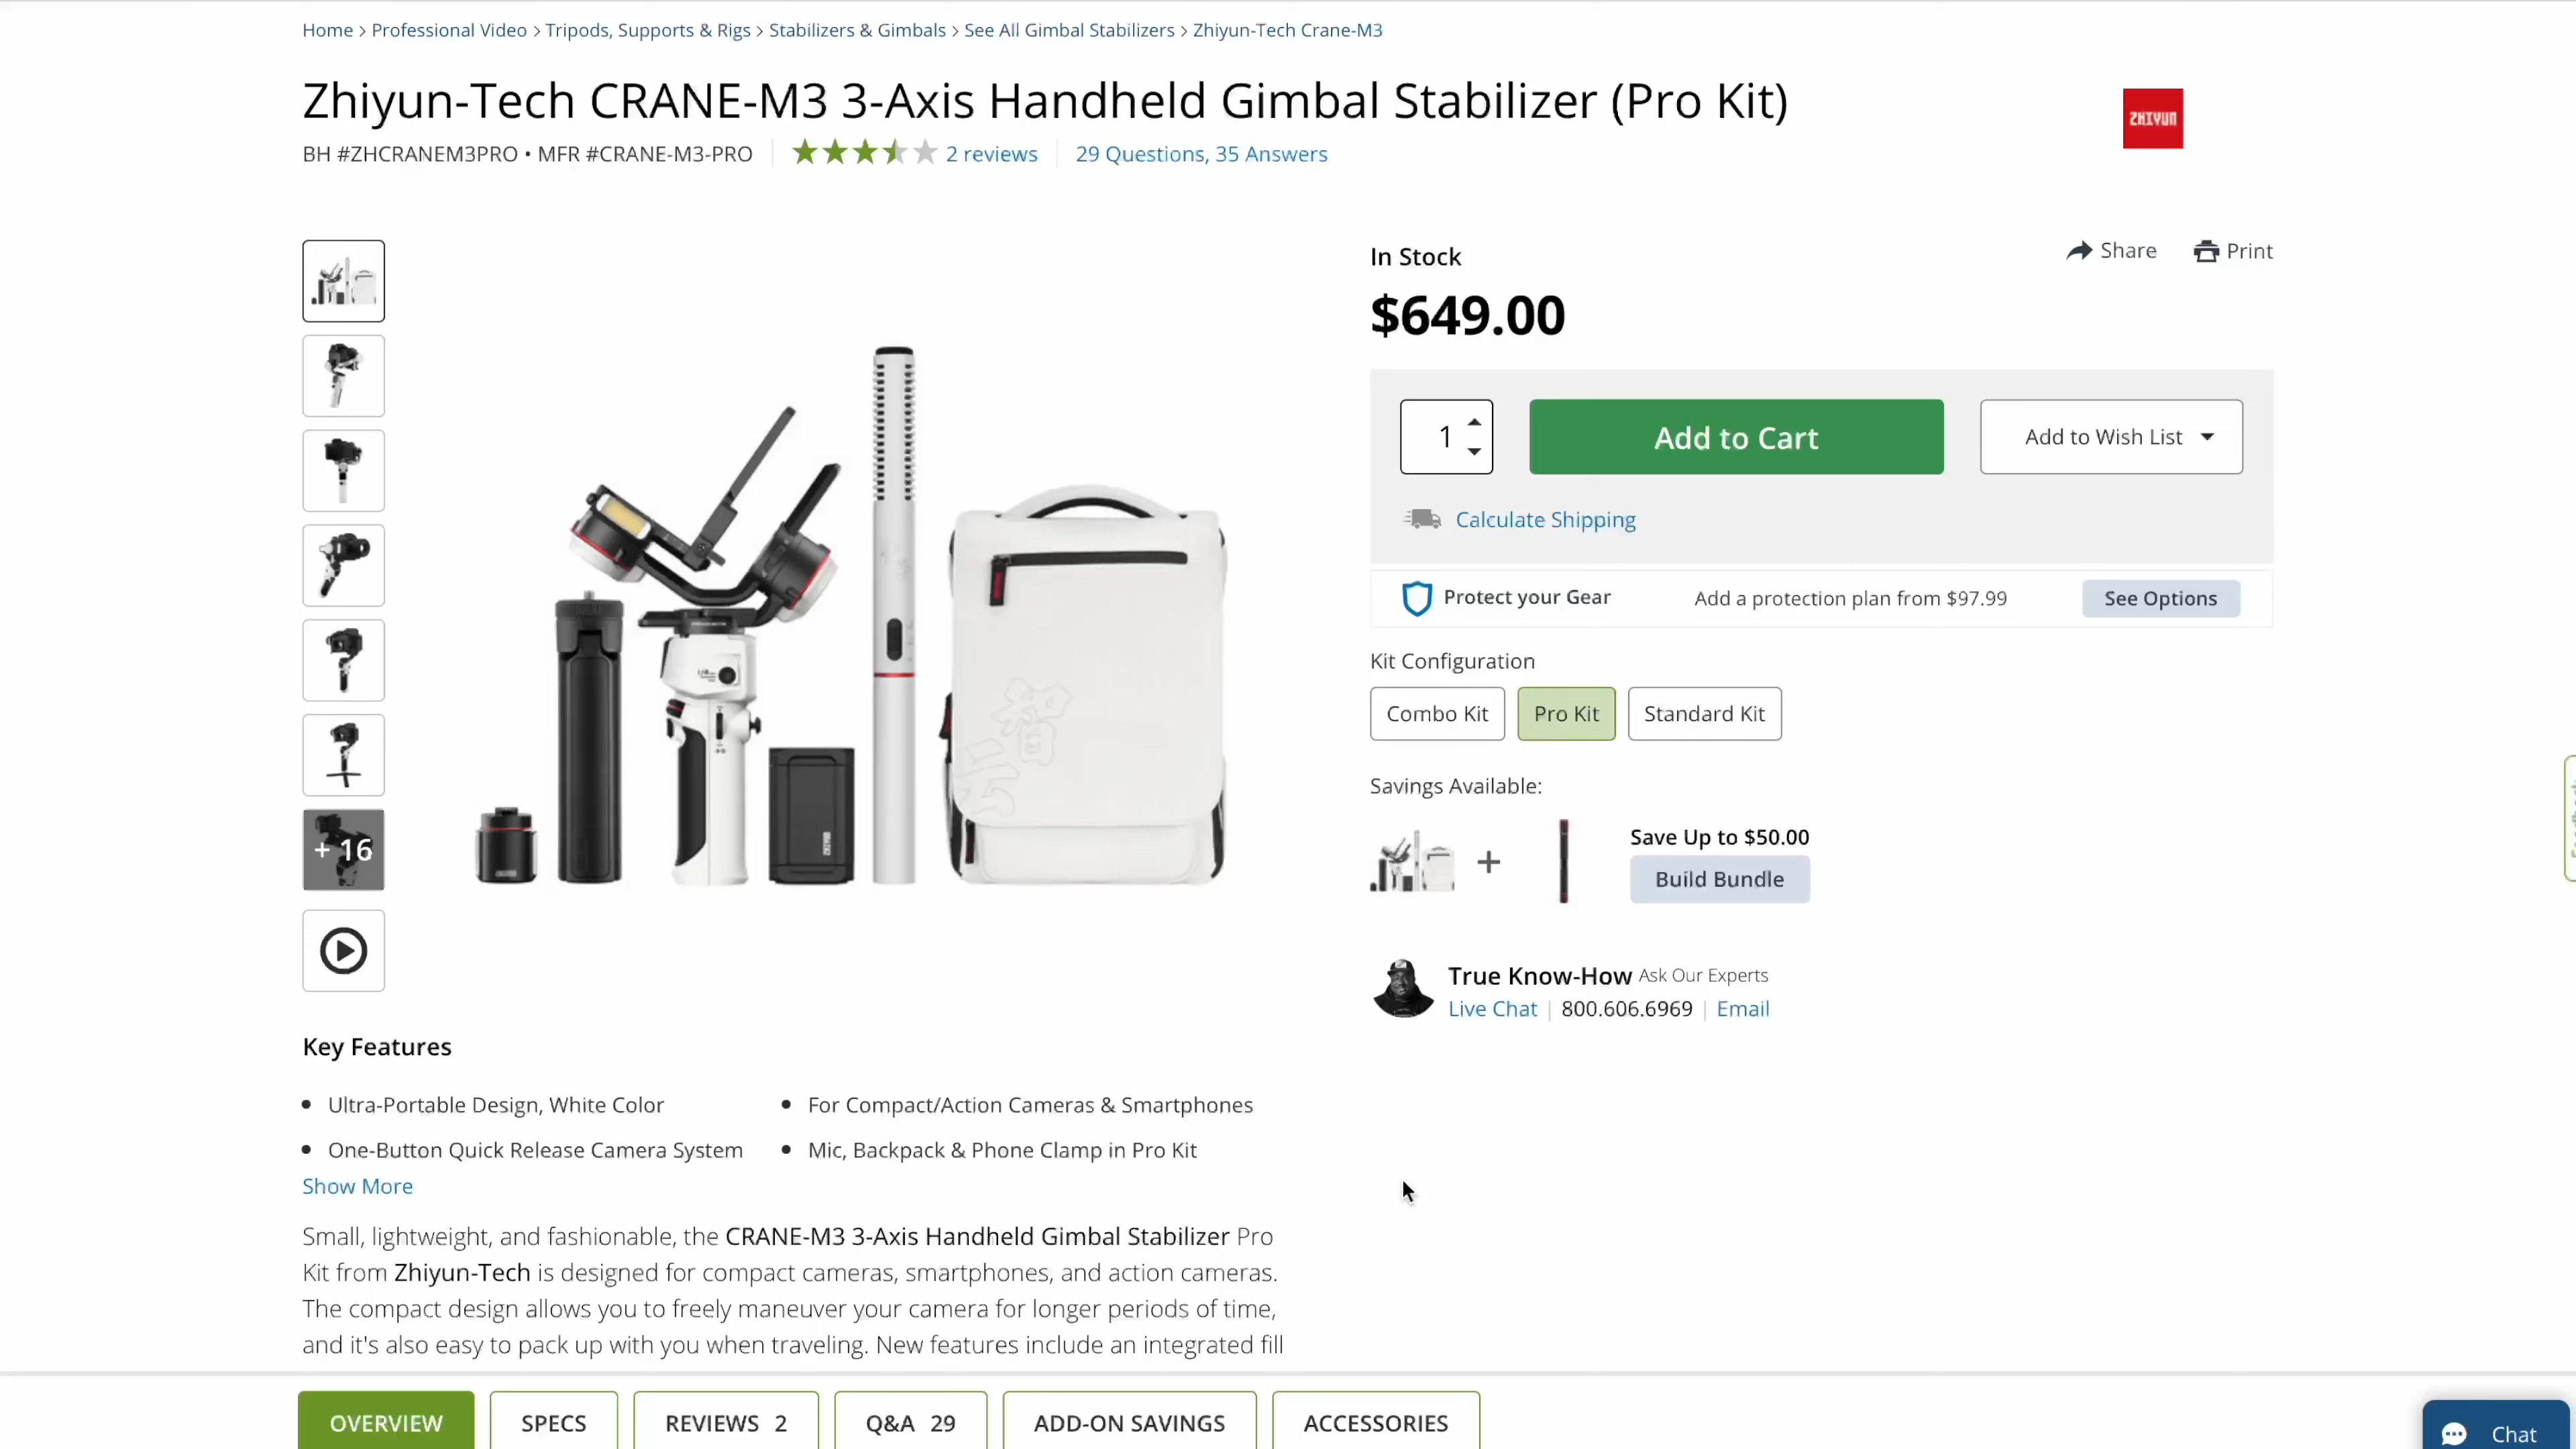 Home > Professional Video > Tripods, Supports & Rigs > Stabilizers & Gimbals > See All Gimbal Stabilizers > Zhiyun-Tech Crane-M3
Zhiyun-Tech CRANE-M3 3-Axis Handheld Gimbal Stabilizer (Pro Kit)
ZHIYUN
BH #ZHCRANEM3PRO • MFR #CRANE-M3-PRO
2 reviews
29 Questions, 35 Answers
In Stock
Share
Print
$649.00
1
Add to Cart
Add to Wish List
Calculate Shipping
Protect your Gear
Add a protection plan from $97.99
See Options
Kit Configuration
Combo Kit
Pro Kit
Standard Kit
Savings Available:
+
Save Up to $50.00
Build Bundle
+ 16
云智
True Know-How Ask Our Experts
Live Chat | 800.606.6969 | Email
Key Features
• Ultra-Portable Design, White Color
• For Compact/Action Cameras & Smartphones
• One-Button Quick Release Camera System
• Mic, Backpack & Phone Clamp in Pro Kit
Show More
Small, lightweight, and fashionable, the CRANE-M3 3-Axis Handheld Gimbal Stabilizer Pro
Kit from Zhiyun-Tech is designed for compact cameras, smartphones, and action cameras.
The compact design allows you to freely maneuver your camera for longer periods of time,
and it's also easy to pack up with you when traveling. New features include an integrated fill
OVERVIEW
SPECS
REVIEWS 2
Q&A 29
ADD-ON SAVINGS
ACCESSORIES
Chat